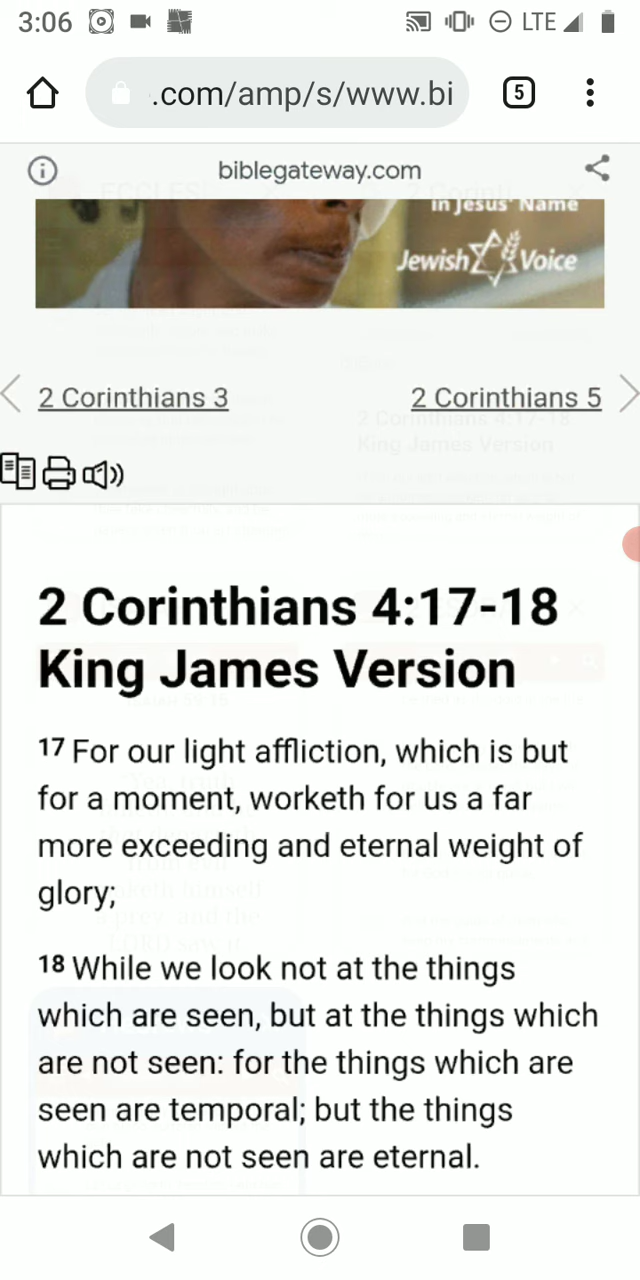 3:06 LTE
.com/amp/s/www.bi 5
biblegateway.com
in Jesus' Name
Jewish Voice
2 Corinthians 3 2 Corinthians 5
2 Corinthians 4:17-18
King James Version
17 For our light affliction, which is but
for a moment, worketh for us a far
more exceeding and eternal weight of
glory;
18 While we look not at the things
which are seen, but at the things which
are not seen: for the things which are
seen are temporal; but the things
which are not seen are eternal.